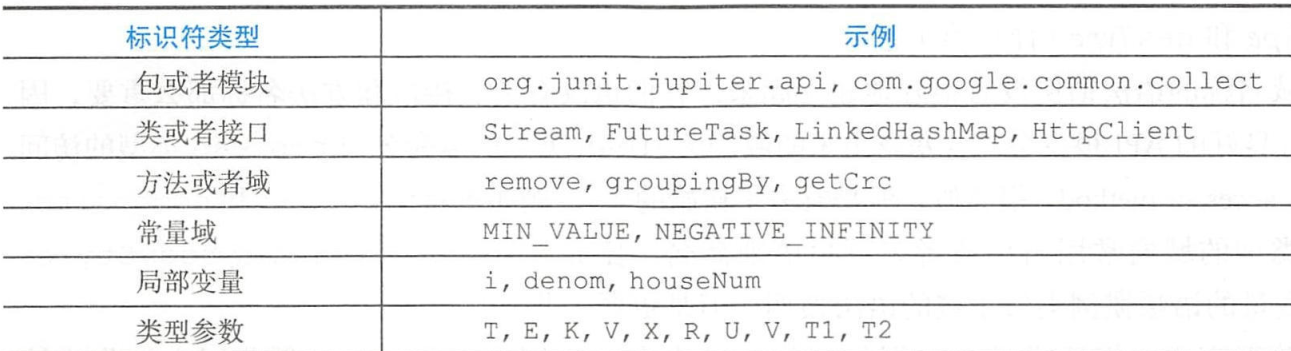 标识符类型 示例
包或者模块 org.junit.jupiter.api, com.google.common.collect
类或者接口 Stream, FutureTask, LinkedHashMap, HttpClient
方法或者域 remove, groupingBy, getCrc
常量域 MIN_VALUE, NEGATIVE_INFINITY
局部变量 i, denom, houseNum
类型参数 T, E, K, V, X, R, U, V, T1, T2